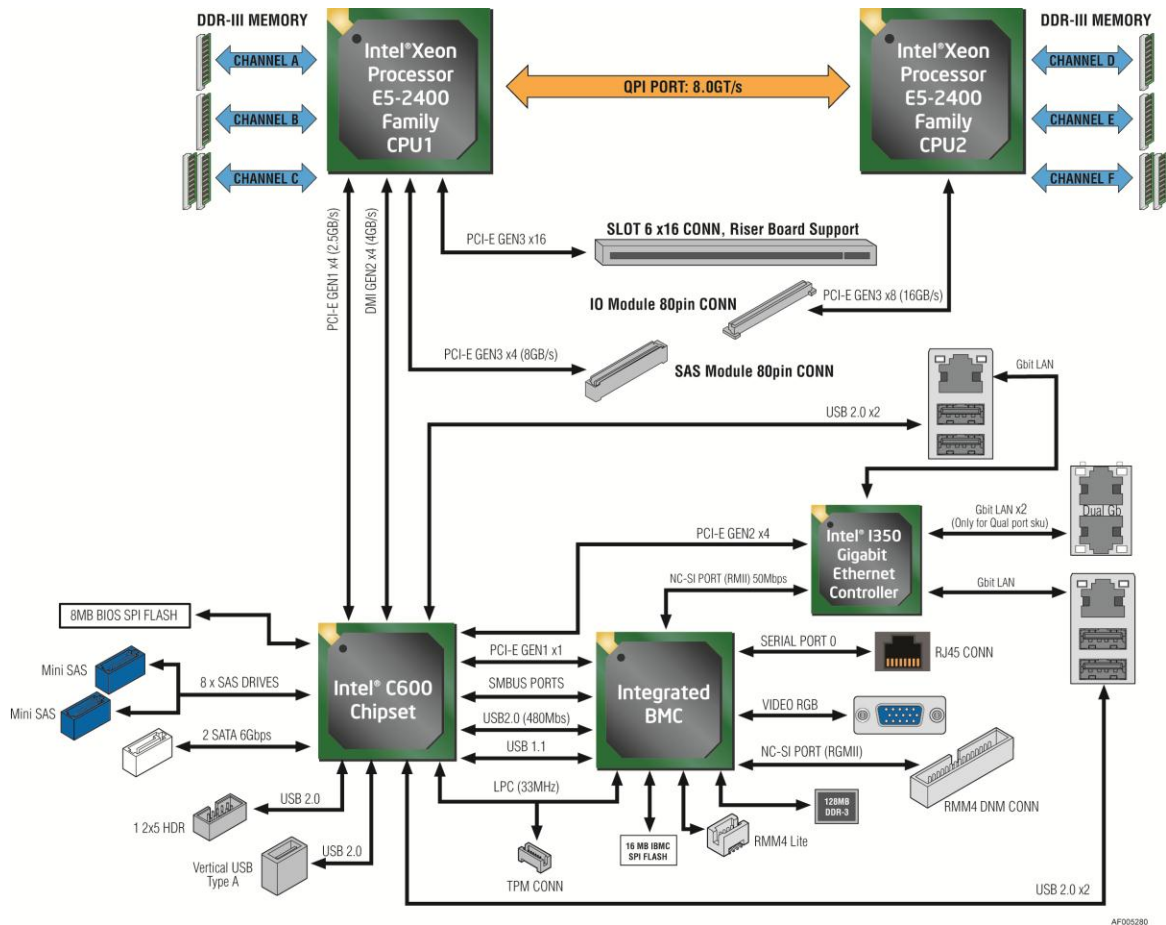 DDR-III MEMORY
DDR-III MEMORY
CHANNEL A
CHANNEL B
CHANNEL C
Intel®Xeon
Processor
E5-2400
Family
CPU1
QPI PORT: 8.0GT/s
Intel®Xeon
Processor
E5-2400
Family
CPU2
CHANNEL D
CHANNEL E
CHANNEL F
PCI-E GEN1 x4 (2.5GB/s)
DMI GEN2 x4 (4GB/s)
PCI-E GEN3 x16
SLOT 6 x16 CONN, Riser Board Support
IO Module 80pin CONN
PCI-E GEN3 x8 (16GB/s)
PCI-E GEN3 x4 (8GB/s)
SAS Module 80pin CONN
Gbit LAN
USB 2.0 x2
PCI-E GEN2 x4
Intel® I350
Gigabit
Ethernet
Controller
Gbit LAN x2
(Only for Qual port sku)
Dual Gb
NC-SI PORT (RMII) 50Mbps
Gbit LAN
8MB BIOS SPI FLASH
Mini SAS
Mini SAS
8 x SAS DRIVES
2 SATA 6Gbps
Intel® C600
Chipset
PCI-E GEN1 x1
SMBUS PORTS
USB2.0 (480Mbs)
USB 1.1
LPC (33MHz)
Integrated
BMC
SERIAL PORT 0
RJ45 CONN
VIDEO RGB
NC-SI PORT (RGMII)
RMM4 DNM CONN
USB 2.0
1 2x5 HDR
USB 2.0
Vertical USB
Type A
TPM CONN
16 MB IBMC
SPI FLASH
RMM4 Lite
128MB
DDR-3
USB 2.0 x2
AF005280